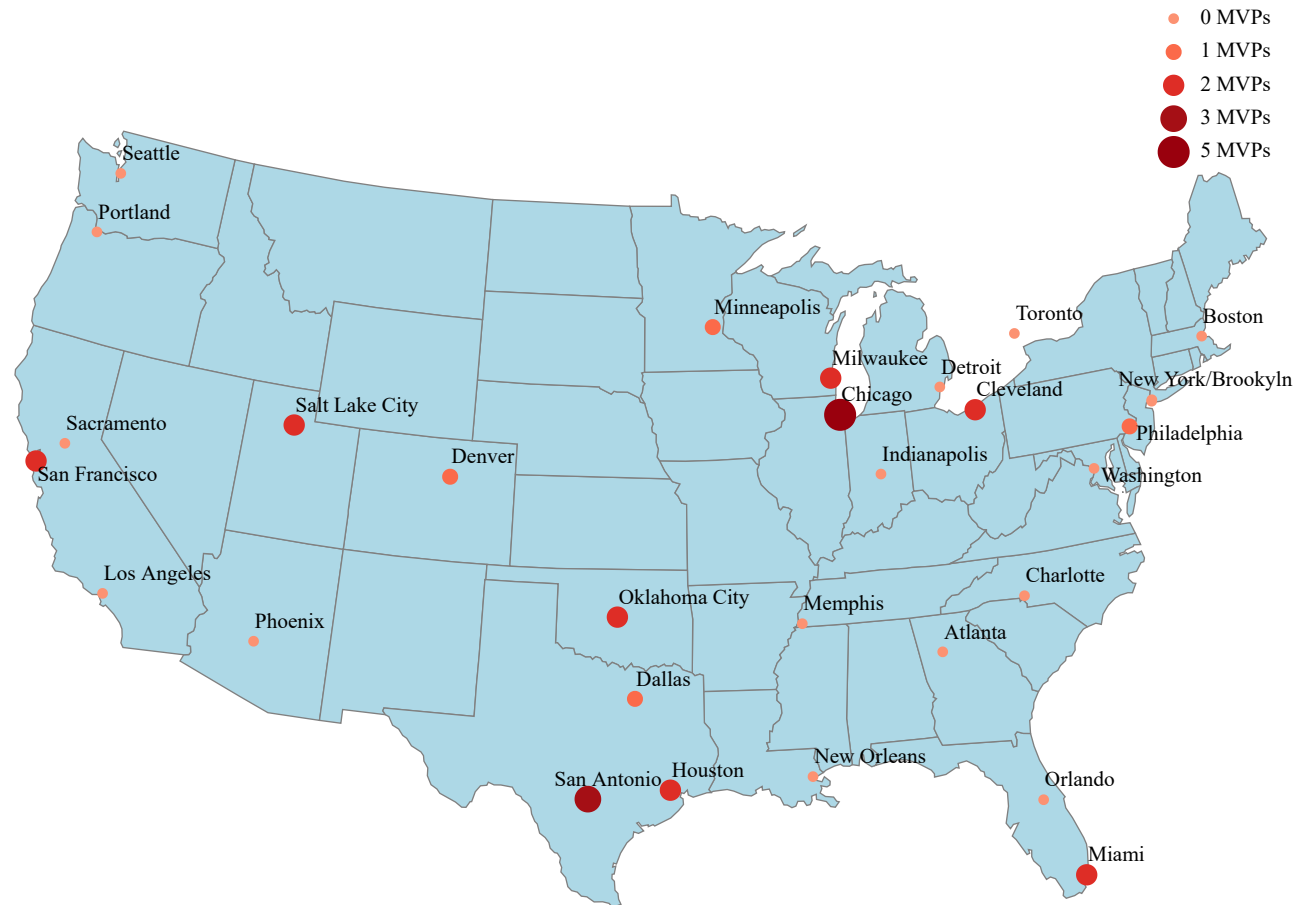 0 MVPs
1 MVPs
2 MVPs
3 MVPs
5 MVPs
Seattle
Portland
Minneapolis
Toronto
Boston
Milwaukee
Detroit
New York/Brookyln
Cleveland
Chicago
Salt Lake City
Sacramento
Philadelphia
Denver
Indianapolis
San Francisco
Washington
Los Angeles
Charlotte
Oklahoma City
Memphis
Phoenix
Atlanta
Dallas
New Orleans
San Antonio
Houston
Orlando
Miami